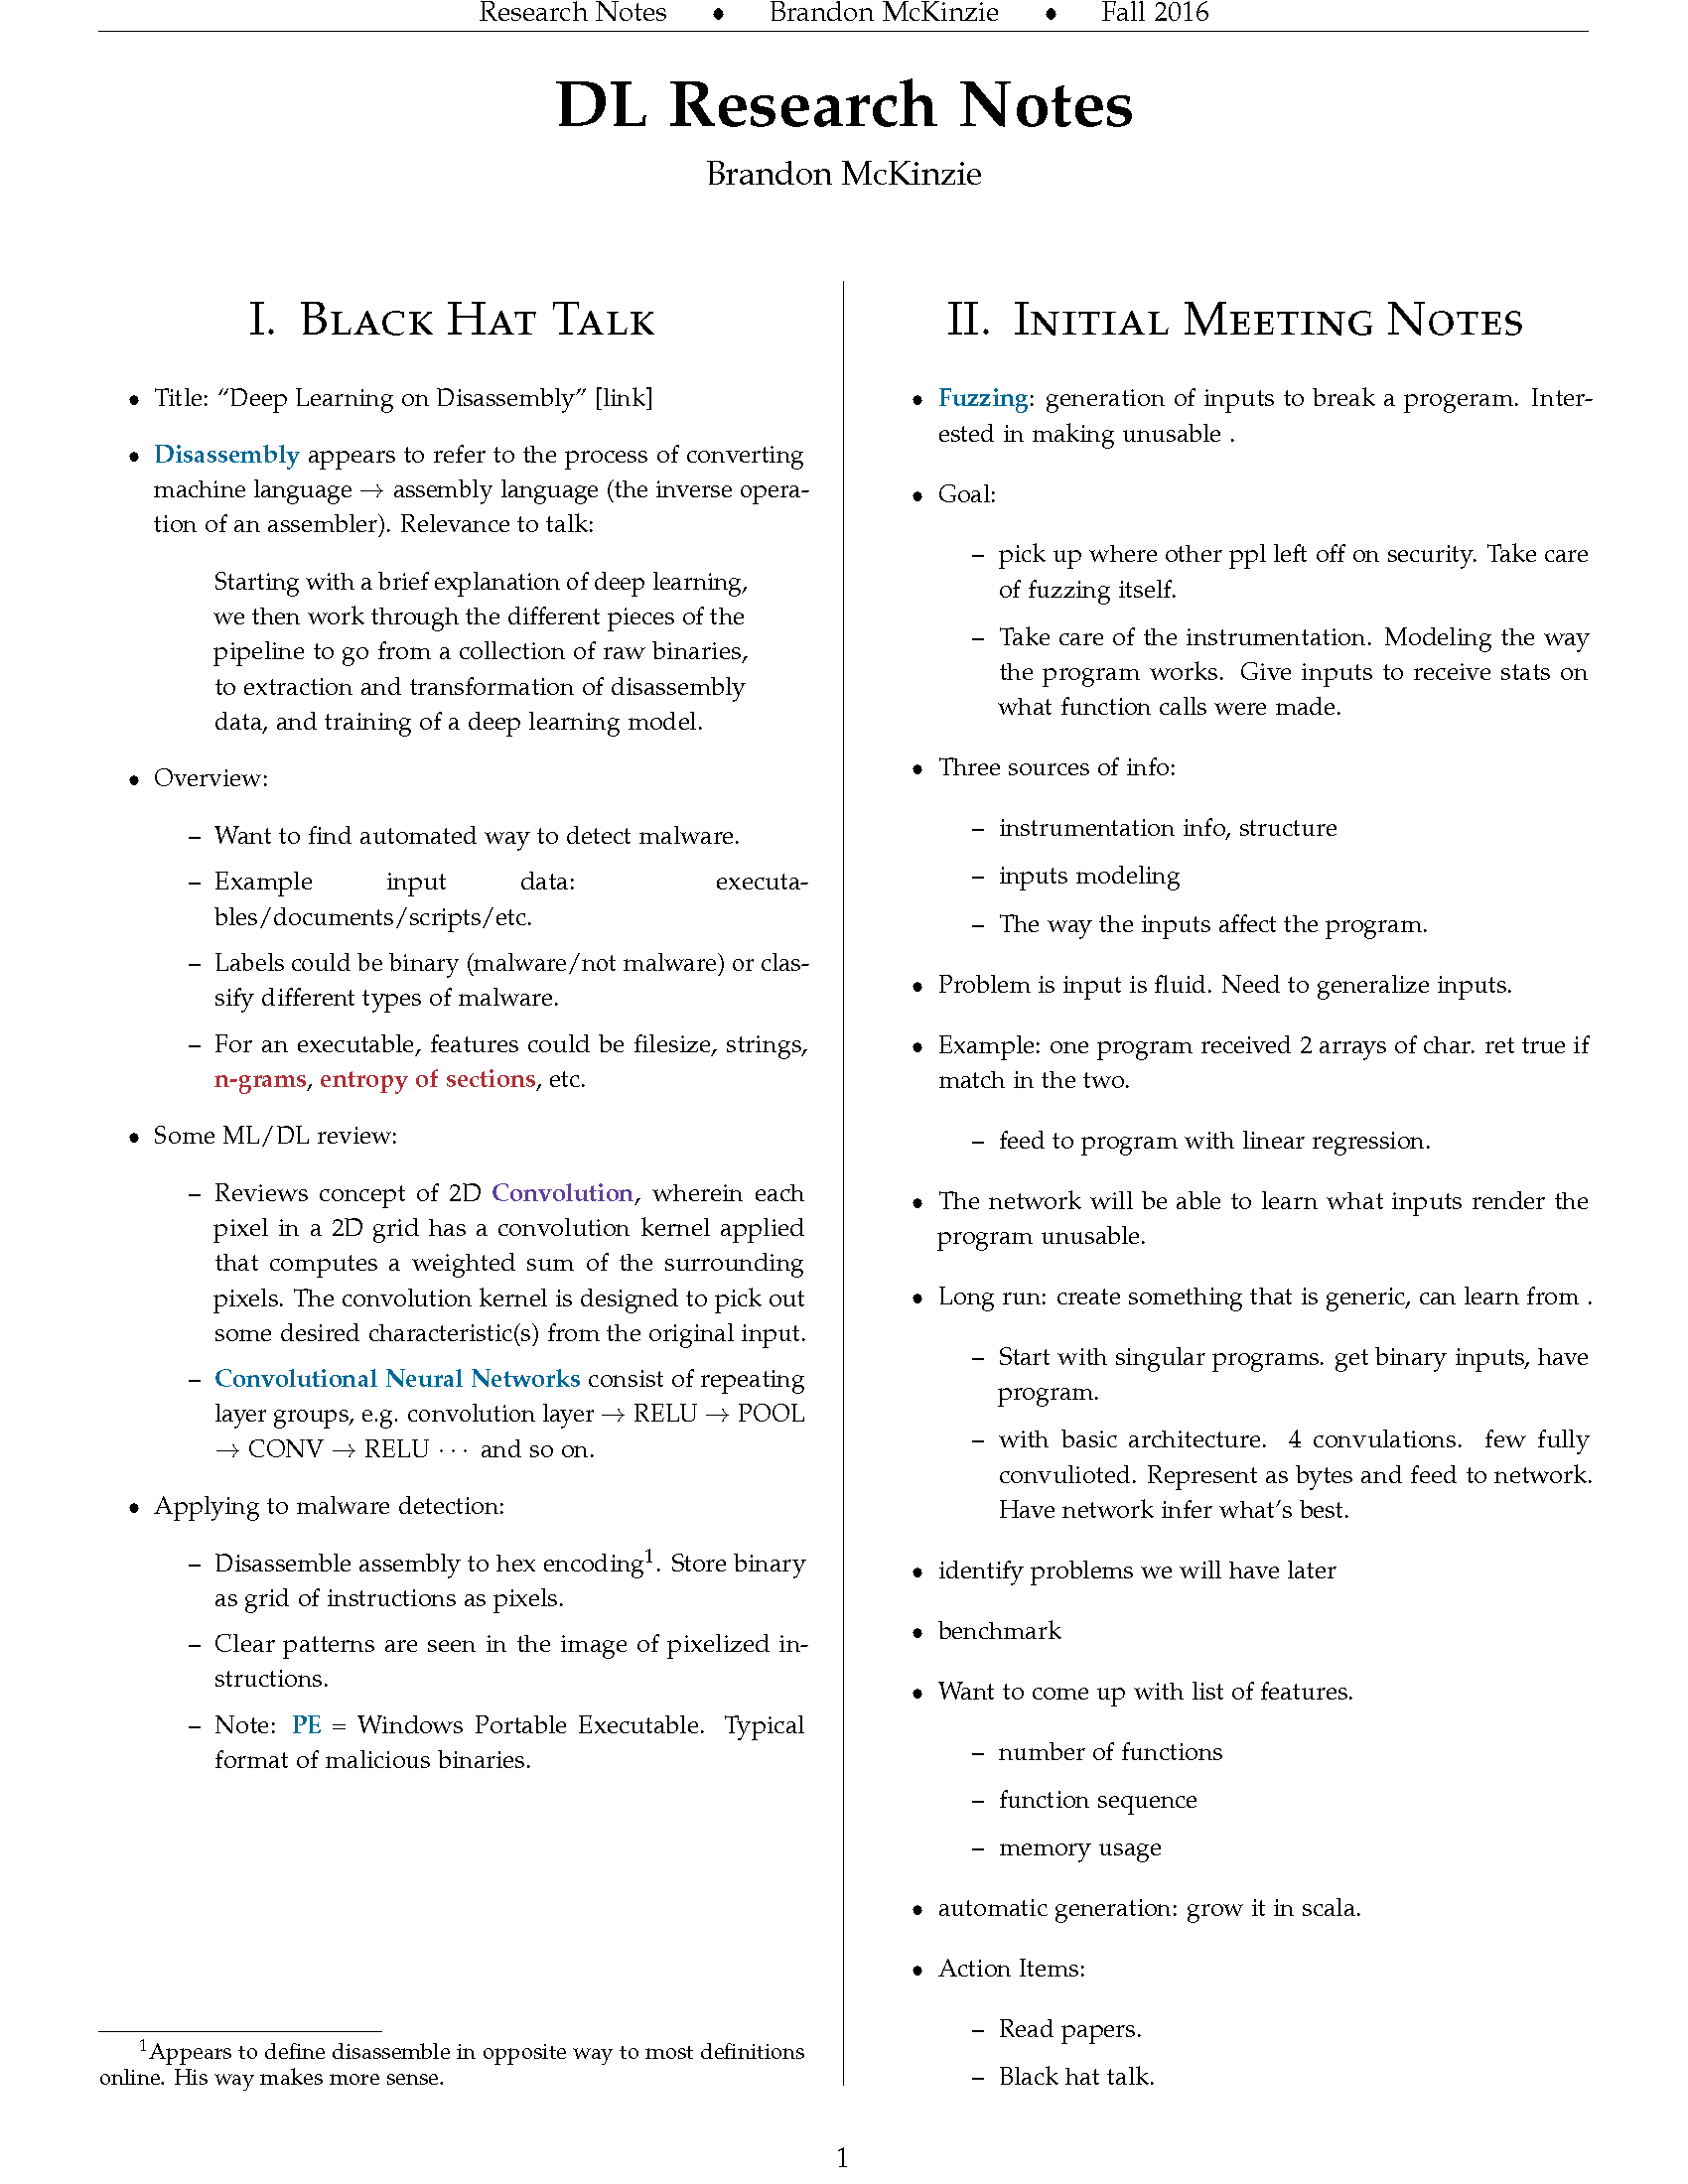 Research Notes • Brandon McKinzie • Fall 2016
DL Research Notes
Brandon McKinzie
I. Black Hat Talk
• Title: “Deep Learning on Disassembly” [link]
• Disassembly appears to refer to the process of converting
machine language → assembly language (the inverse opera-
tion of an assembler). Relevance to talk:
Starting with a brief explanation of deep learning,
we then work through the different pieces of the
pipeline to go from a collection of raw binaries,
to extraction and transformation of disassembly
data, and training of a deep learning model.
• Overview:
– Want to find automated way to detect malware.
– Example input data: executa-
bles/documents/scripts/etc.
– Labels could be binary (malware/not malware) or clas-
sify different types of malware.
– For an executable, features could be filesize, strings,
n-grams, entropy of sections, etc.
• Some ML/DL review:
– Reviews concept of 2D Convolution, wherein each
pixel in a 2D grid has a convolution kernel applied
that computes a weighted sum of the surrounding
pixels. The convolution kernel is designed to pick out
some desired characteristic(s) from the original input.
– Convolutional Neural Networks consist of repeating
layer groups, e.g. convolution layer → RELU → POOL
→ CONV → RELU ··· and so on.
• Applying to malware detection:
– Disassemble assembly to hex encoding¹. Store binary
as grid of instructions as pixels.
– Clear patterns are seen in the image of pixelized in-
structions.
– Note: PE = Windows Portable Executable. Typical
format of malicious binaries.
¹Appears to define disassemble in opposite way to most definitions
online. His way makes more sense.
II. Initial Meeting Notes
• Fuzzing: generation of inputs to break a progeram. Inter-
ested in making unusable .
• Goal:
– pick up where other ppl left off on security. Take care
of fuzzing itself.
– Take care of the instrumentation. Modeling the way
the program works. Give inputs to receive stats on
what function calls were made.
• Three sources of info:
– instrumentation info, structure
– inputs modeling
– The way the inputs affect the program.
• Problem is input is fluid. Need to generalize inputs.
• Example: one program received 2 arrays of char. ret true if
match in the two.
– feed to program with linear regression.
• The network will be able to learn what inputs render the
program unusable.
• Long run: create something that is generic, can learn from .
– Start with singular programs. get binary inputs, have
program.
– with basic architecture. 4 convulations. few fully
convulioted. Represent as bytes and feed to network.
Have network infer what’s best.
• identify problems we will have later
• benchmark
• Want to come up with list of features.
– number of functions
– function sequence
– memory usage
• automatic generation: grow it in scala.
• Action Items:
– Read papers.
– Black hat talk.
1